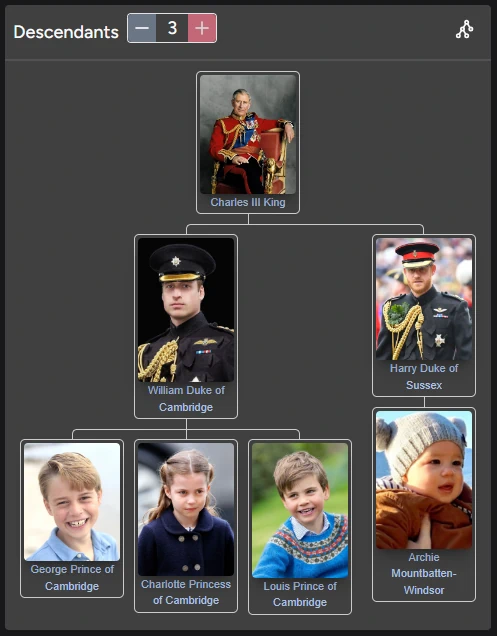 Descendants − 3 +
Charles III King
William Duke of
Cambridge
Harry Duke of
Sussex
George Prince of
Cambridge
Charlotte Princess
of Cambridge
Louis Prince of
Cambridge
Archie
Mountbatten-
Windsor